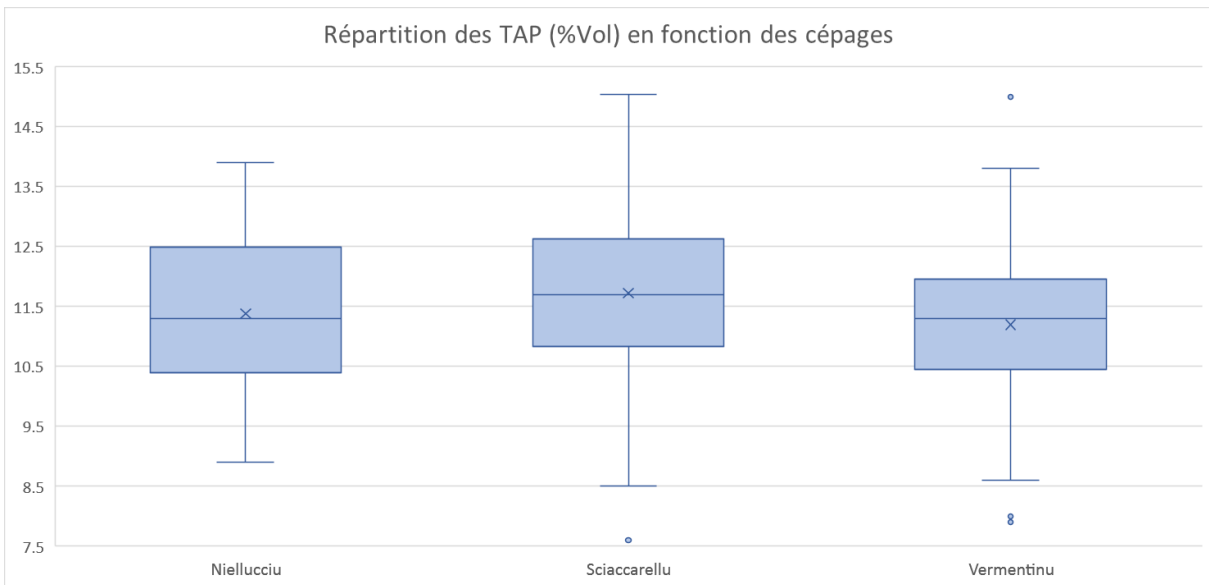 Répartition des TAP (%Vol) en fonction des cépages
15.5
14.5
13.5
12.5
11.5
10.5
9.5
8.5
7.5
Niellucciu
Sciaccarellu
Vermentinu